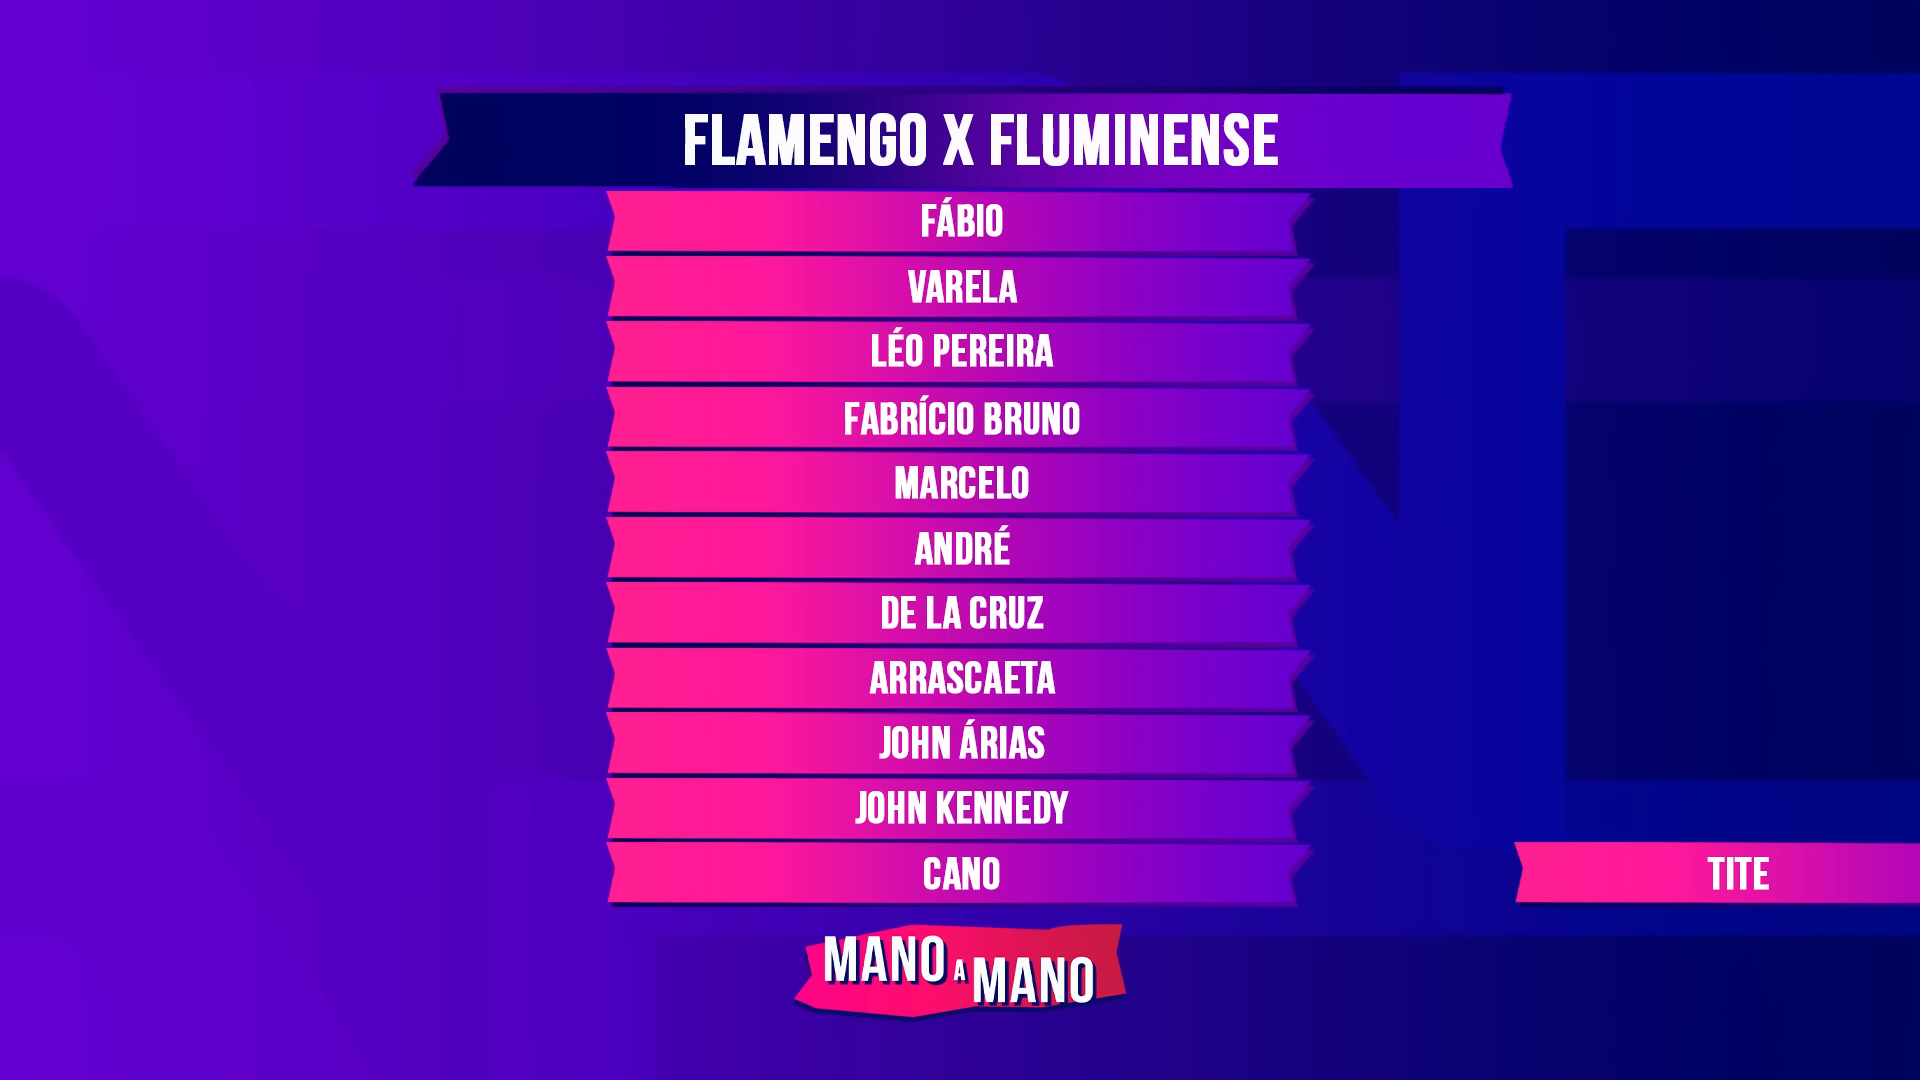 FLAMENGO X FLUMINENSE
FÁBIO
VARELA
LÉO PEREIRA
FABRÍCIO BRUNO
MARCELO
ANDRÉ
DE LA CRUZ
ARRASCAETA
JOHN ÁRIAS
JOHN KENNEDY
CANO
TITE
MANO A MANO